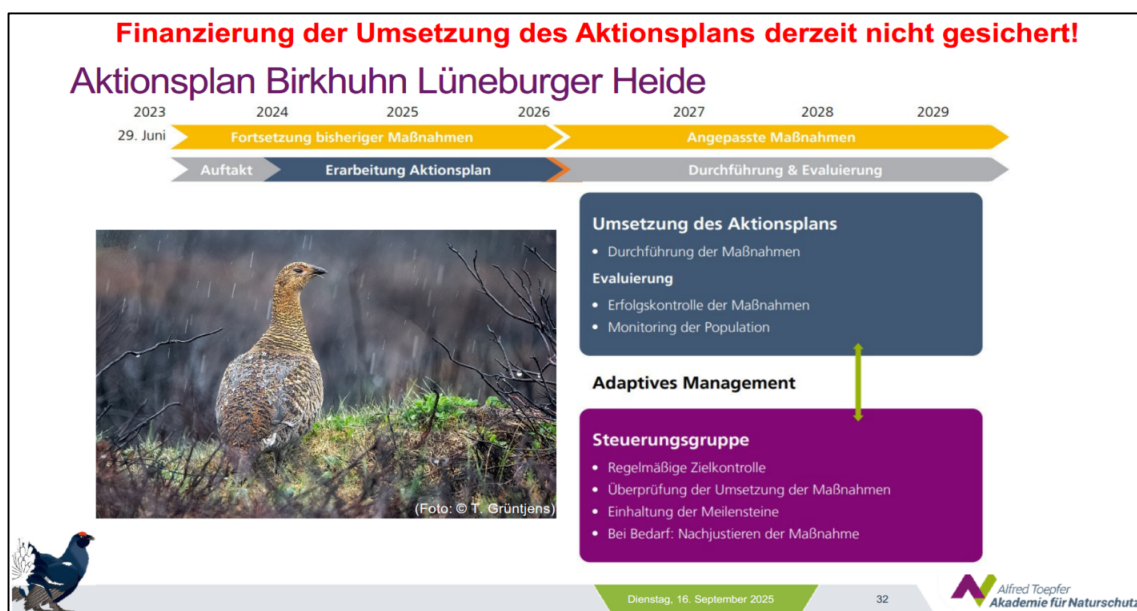 Finanzierung der Umsetzung des Aktionsplans derzeit nicht gesichert!
Aktionsplan Birkhuhn Lüneburger Heide
2023 2024 2025 2026 2027 2028 2029
29. Juni Fortsetzung bisheriger Maßnahmen Angepasste Maßnahmen
Auftakt Erarbeitung Aktionsplan Durchführung & Evaluierung
Umsetzung des Aktionsplans
• Durchführung der Maßnahmen
Evaluierung
• Erfolgskontrolle der Maßnahmen
• Monitoring der Population
Adaptives Management
Steuerungsgruppe
• Regelmäßige Zielkontrolle
• Überprüfung der Umsetzung der Maßnahmen
• Einhaltung der Meilensteine
• Bei Bedarf: Nachjustieren der Maßnahme
(Foto: © T. Grüntjens)
Dienstag, 16. September 2025 32
Alfred Toepfer
Akademie für Naturschutz